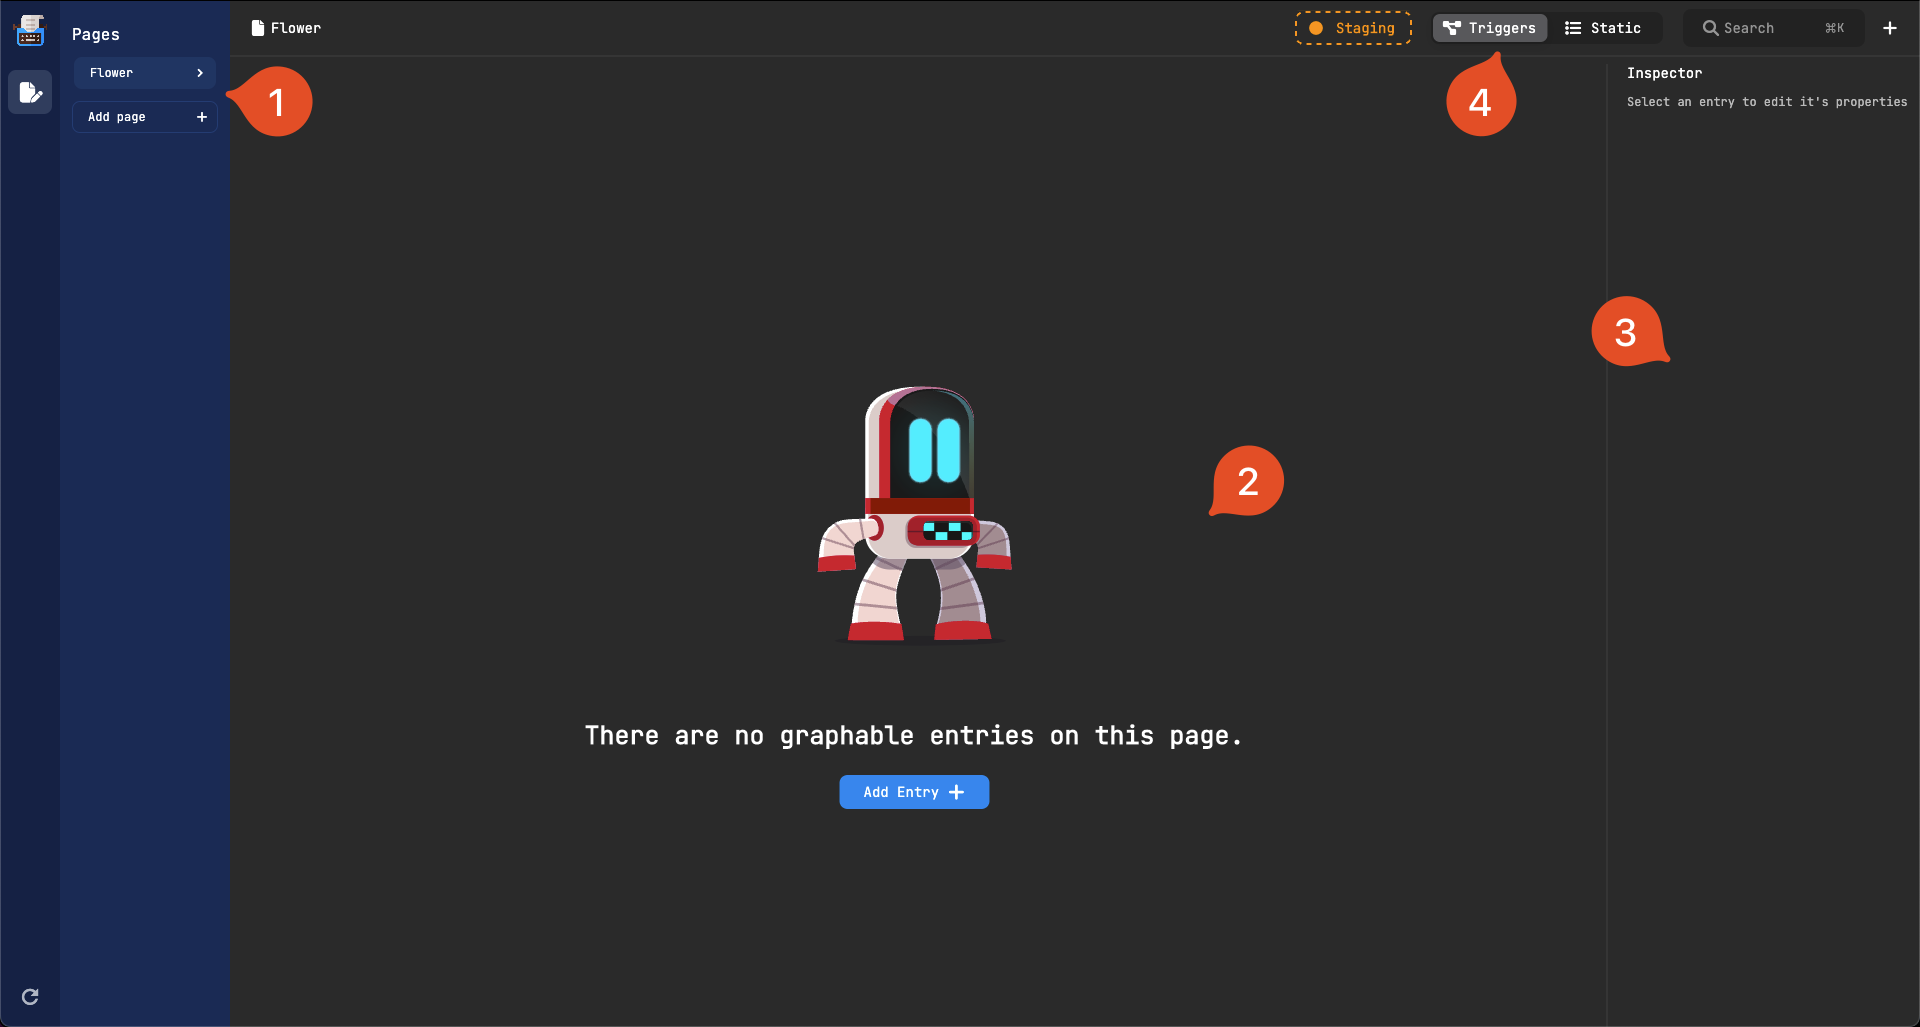 Pages
Flower
Add page
Flower
Staging
Triggers
Static
Search
⌘K
Inspector
Select an entry to edit it's properties
1
4
3
2
There are no graphable entries on this page.
Add Entry